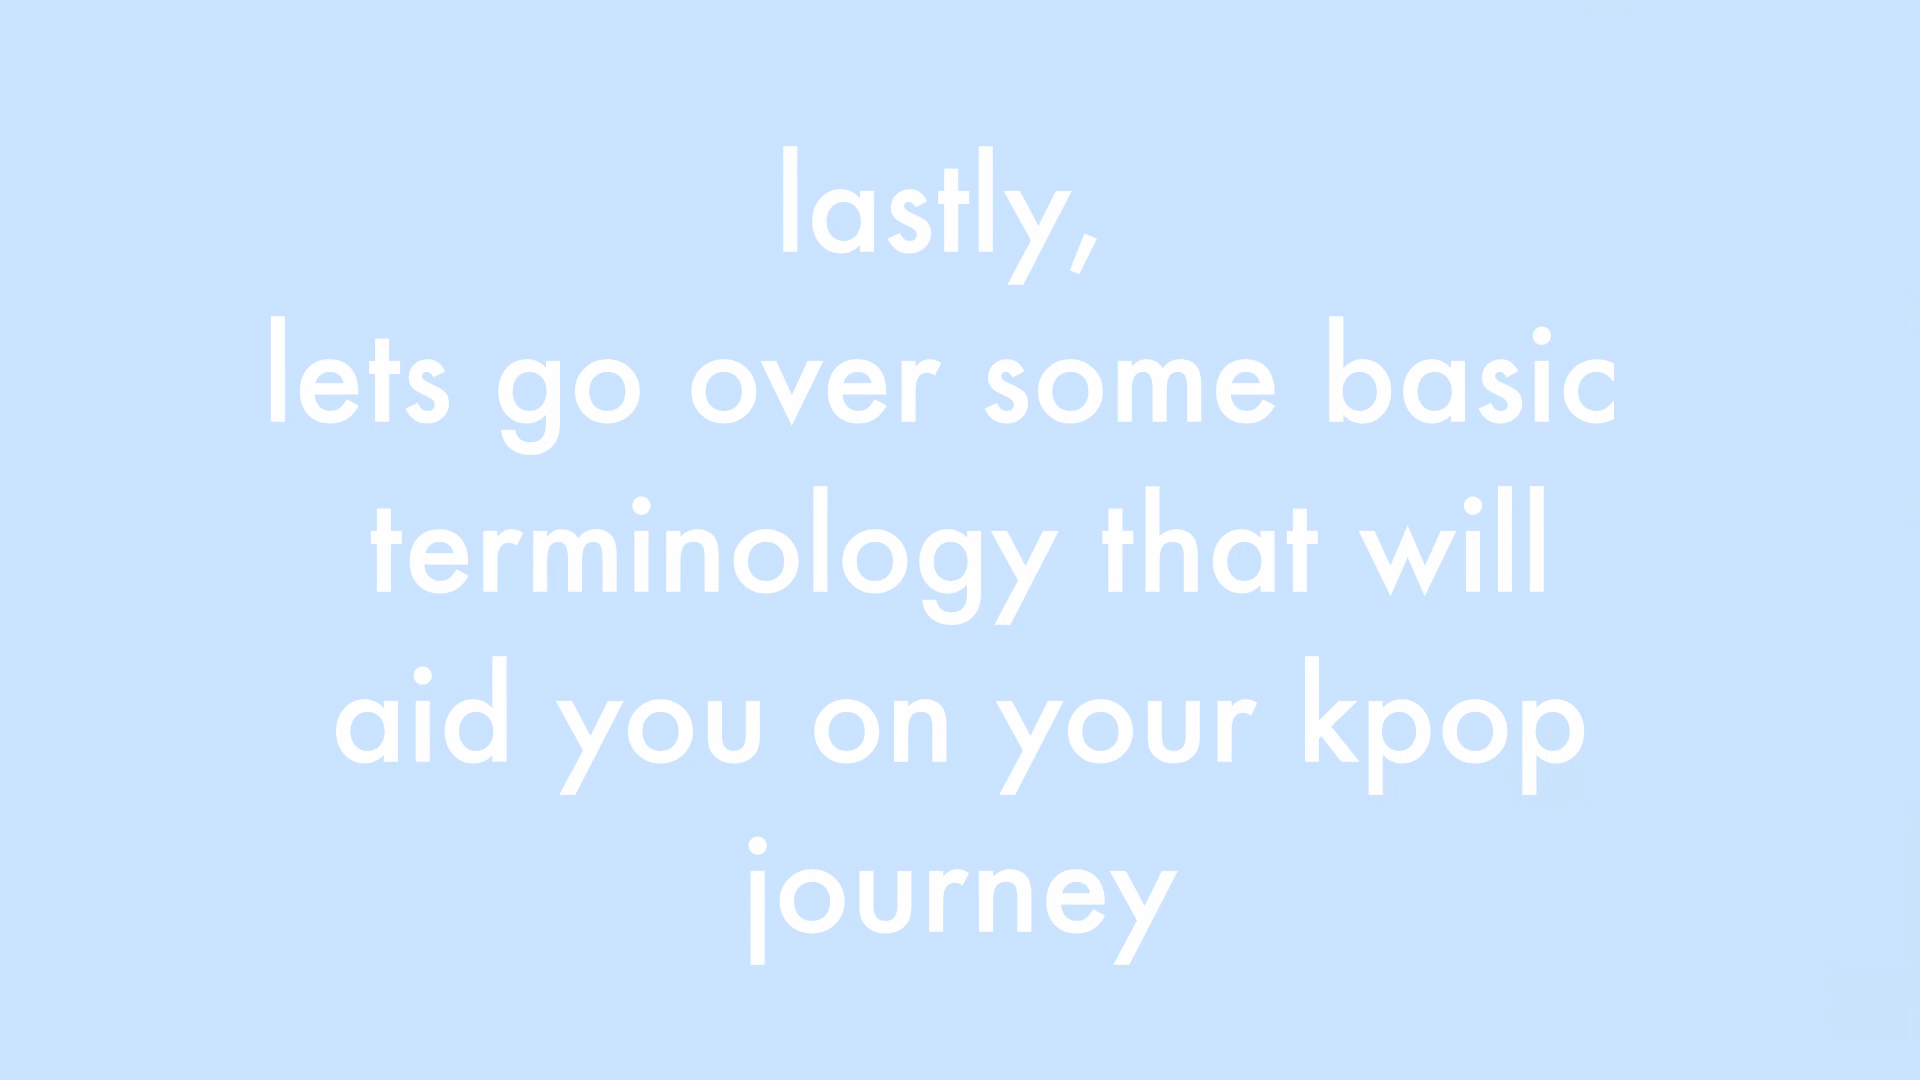 lastly,
lets go over some basic
terminology that will
aid you on your kpop
journey